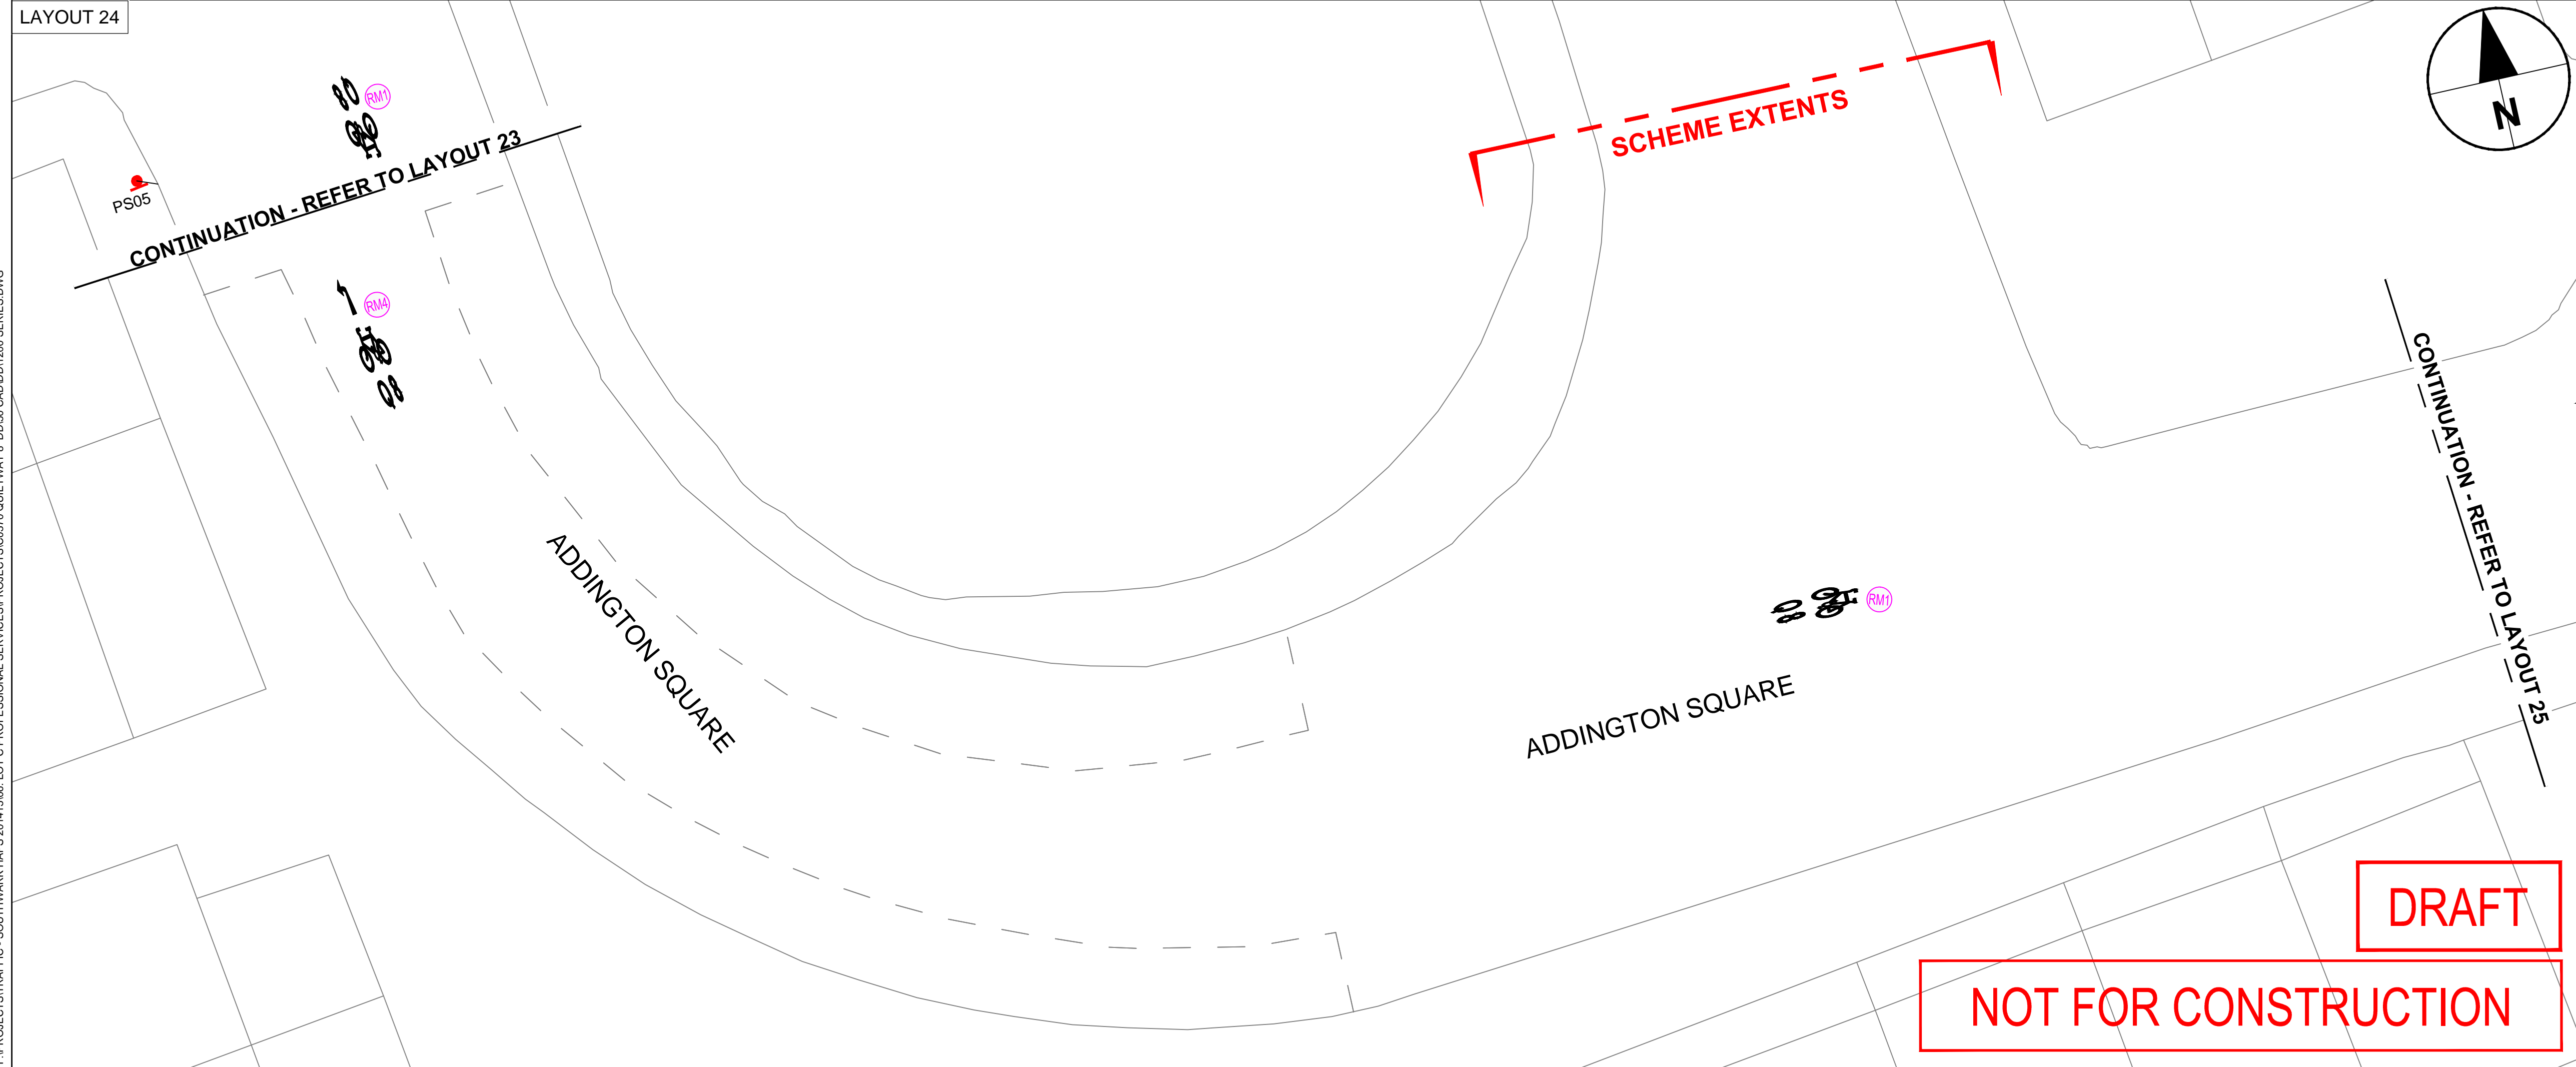 LAYOUT 24
RM1
CONTINUATION - REFER TO LAYOUT 23
PS05
RM4
SCHEME EXTENTS
N
CONTINUATION - REFER TO LAYOUT 25
ADDINGTON SQUARE
RM1
ADDINGTON SQUARE
DRAFT
NOT FOR CONSTRUCTION